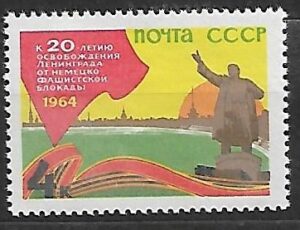 ПОЧТА СССР
К 20-ЛЕТИЮ
ОСВОБОЖДЕНИЯ
ЛЕНИНГРАДА
ОТ НЕМЕЦКО
ФАШИСТСКОЙ
БЛОКАДЫ
1964
4К